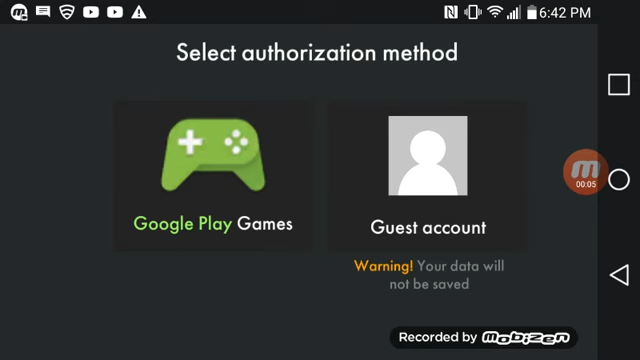 6:42 PM
Select authorization method
Google Play Games
Guest account
Warning! Your data will
not be saved
00:05
Recorded by mobizen